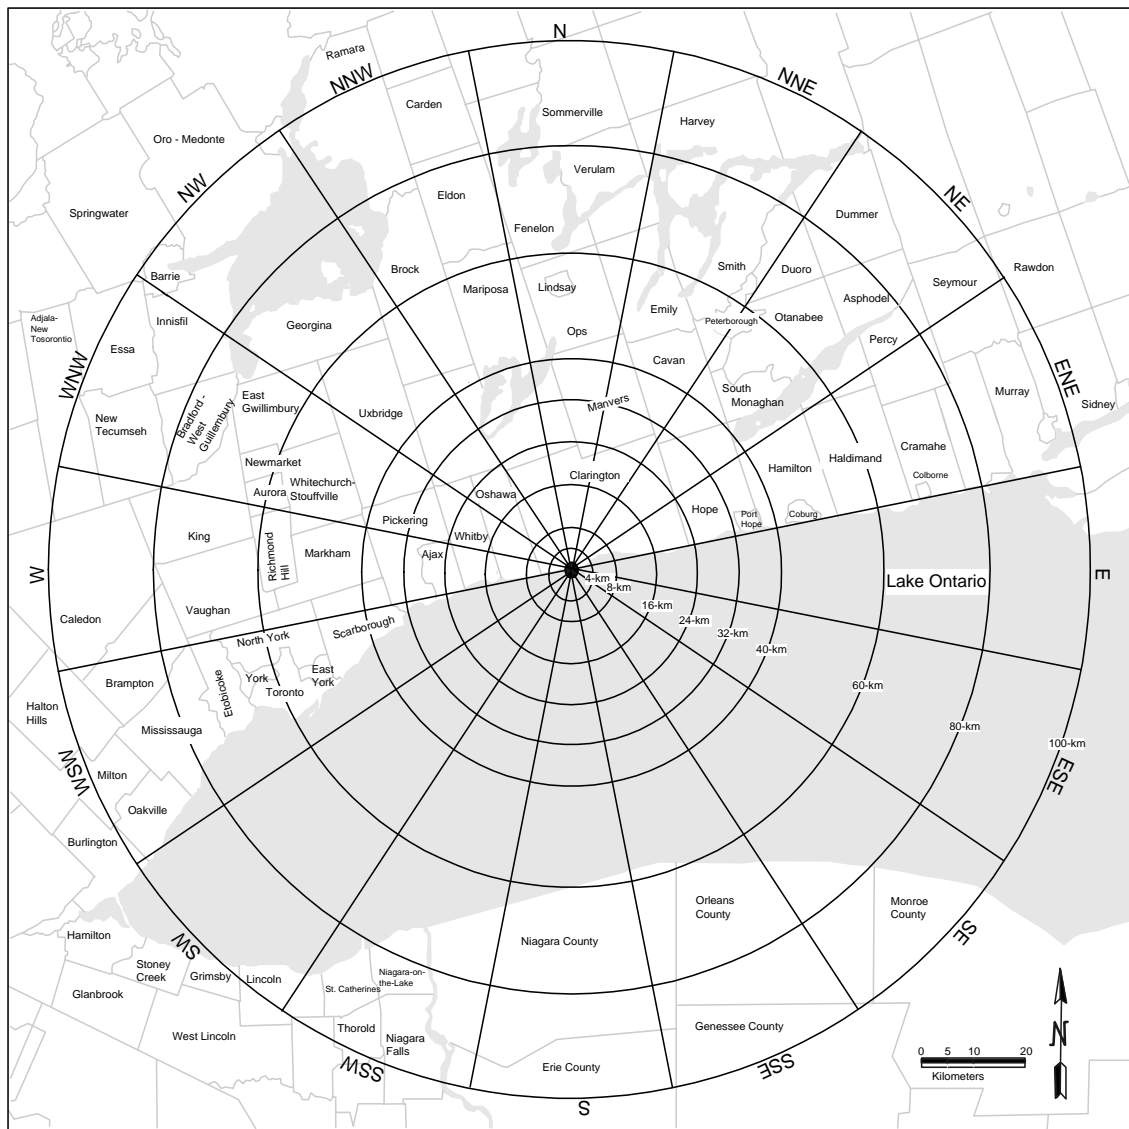 N
Ramara
NNW
NNE
Carden
Sommerville
Harvey
Oro - Medonte
Verulam
NW
NE
Eldon
Springwater
Dummer
Fenelon
Brock
Smith
Duoro
Barrie
Rawdon
Mariposa
Lindsay
Seymour
Asphodel
Emily
Adjala-
New
Tosorontio
Innisfil
Georgina
Peterborough
Otanabee
Ops
Percy
Essa
Cavan
WNW
ENE
South
Monaghan
Murray
East
Gwillimbury
Bradford -
West
Guillembury
Manvers
Sidney
Uxbridge
New
Tecumseh
Cramahe
Haldimand
Newmarket
Hamilton
Clarington
Colborne
Whitechurch-
Stouffville
Aurora
Oshawa
Hope
Port
Hope
Coburg
Pickering
King
Whitby
Richmond
Hill
Markham
Ajax
W
E
4-km
8-km
Lake Ontario
16-km
Vaughan
Caledon
24-km
Scarborough
32-km
North York
40-km
East
York
York
Brampton
60-km
Etobicoke
Toronto
Halton
Hills
80-km
Mississauga
100-km
WSW
ESE
Milton
Oakville
Burlington
Orleans
County
Monroe
County
Hamilton
SW
SE
Niagara County
Stoney
Creek
Grimsby
Lincoln
Niagara-on-
the-Lake
St. Catherines
Glanbrook
West Lincoln
Thorold
Niagara
Falls
Genessee County
N
SSW
Erie County
SSE
0 5 10 20
Kilometers
S